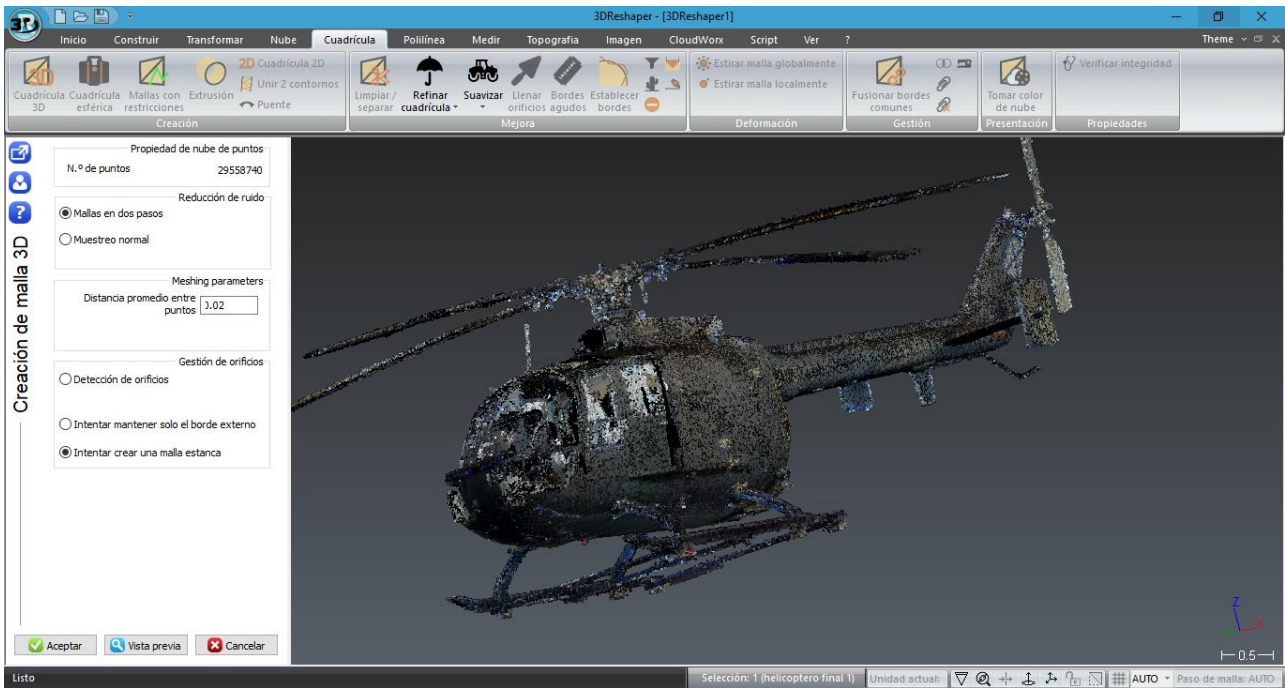 3DReshaper - [3DReshaper1]
Inicio Construir Transformar Nube Cuadrícula Polilínea Medir Topografia Imagen CloudWorx Script Ver ? Theme
Cuadrícula 3D
Cuadrícula esférica
Mallas con restricciones
Extrusión
2D Cuadrícula 2D
Unir 2 contornos
Puente
Creación
Limpiar / separar
Refinar cuadrícula
Suavizar
Llenar orificios
Bordes agudos
Establecer bordes
Mejora
Estirar malla globalmente
Estirar malla localmente
Deformación
Fusionar bordes comunes
Gestión
Tomar color de nube
Presentación
Verificar integridad
Propiedades
Creación de malla 3D
Propiedad de nube de puntos
N.º de puntos 29558740
Reducción de ruido
Mallas en dos pasos
Muestreo normal
Meshing parameters
Distancia promedio entre
puntos
0.02
Gestión de orificios
Detección de orificios
Intentar mantener solo el borde externo
Intentar crear una malla estanca
Aceptar Vista previa Cancelar
Z
X
0.5
Listo Selección: 1 (helicoptero final 1) Unidad actual: AUTO Paso de malla: AUTO